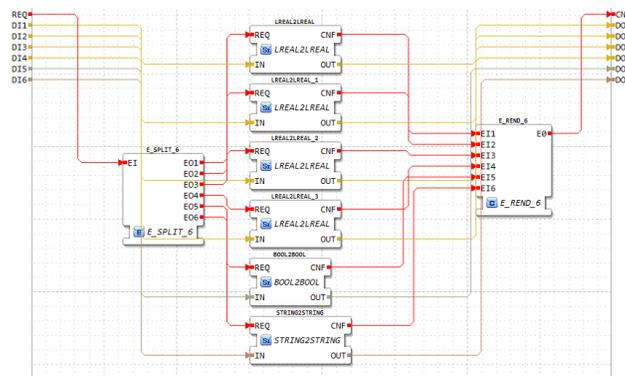 REQ
DI1
DI2
DI3
DI4
DI5
DI6
LREAL2LREAL
REQ CNF
LREAL2LREAL
IN OUT
LREAL2LREAL_1
REQ CNF
LREAL2LREAL
IN OUT
LREAL2LREAL_2
REQ CNF
LREAL2LREAL
IN OUT
LREAL2LREAL_3
REQ CNF
LREAL2LREAL
IN OUT
BOOL2BOOL
REQ CNF
BOOL2BOOL
IN OUT
STRING2STRING
REQ CNF
STRING2STRING
IN OUT
E_SPLIT_6
EI EO1
EO2
EO3
EO4
EO5
EO6
E_SPLIT_6
E_REND_6
EI1 EO
EI2
EI3
EI4
EI5
EI6
E_REND_6